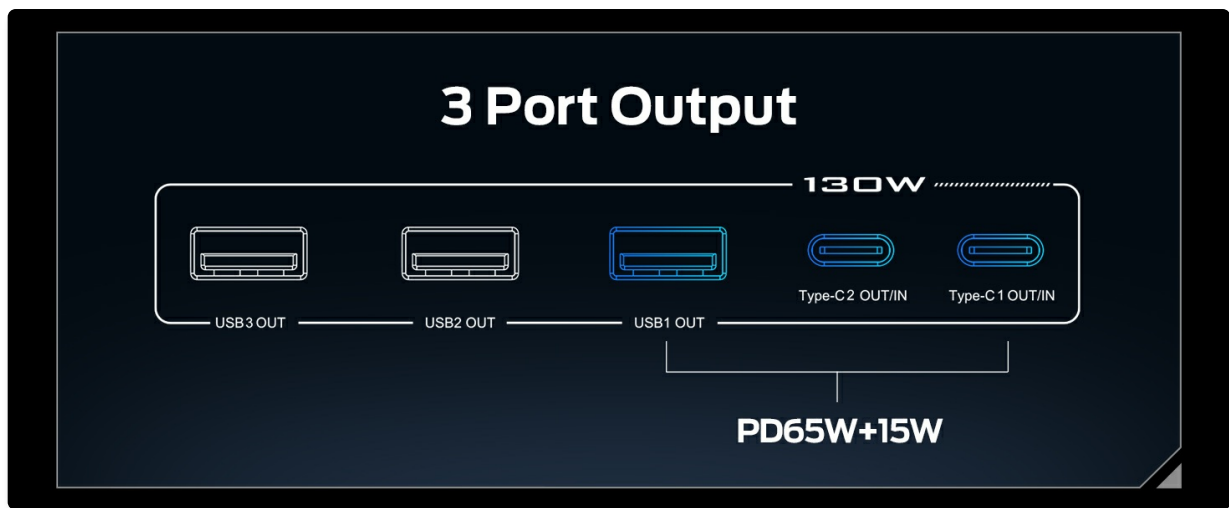 3 Port Output
130W
Type-C2 OUT/IN
Type-C1 OUT/IN
USB3 OUT
USB2 OUT
USB1 OUT
PD65W+15W